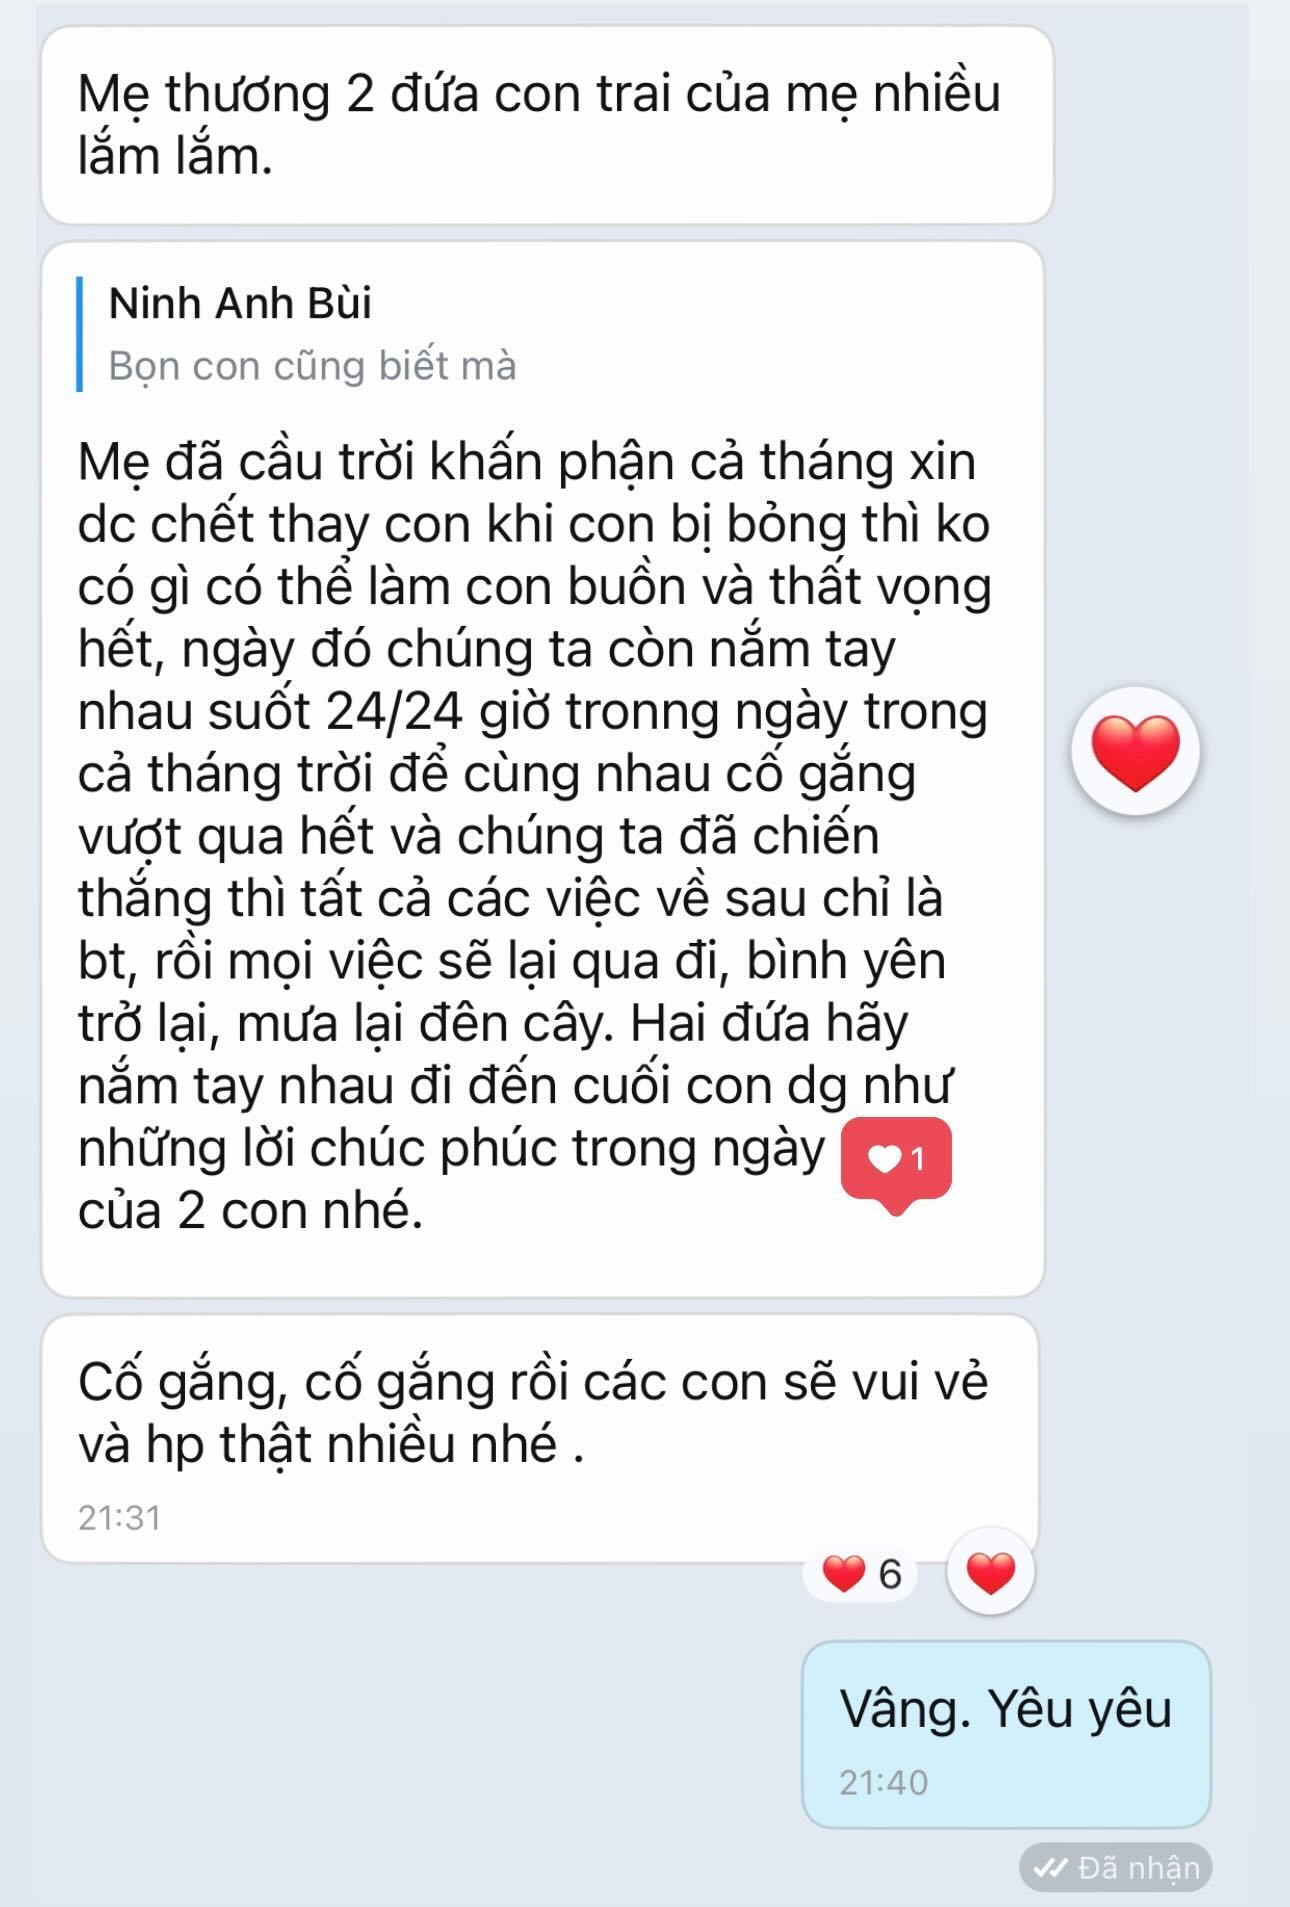 Mẹ thương 2 đứa con trai của mẹ nhiều
lắm lắm.
Ninh Anh Bùi
Bọn con cũng biết mà
Mẹ đã cầu trời khấn phận cả tháng xin
dc chết thay con khi con bị bỏng thì ko
có gì có thể làm con buồn và thất vọng
hết, ngày đó chúng ta còn nắm tay
nhau suốt 24/24 giờ tronng ngày trong
cả tháng trời để cùng nhau cố gắng
vượt qua hết và chúng ta đã chiến
thắng thì tất cả các việc về sau chỉ là
bt, rồi mọi việc sẽ lại qua đi, bình yên
trở lại, mưa lại đên cây. Hai đứa hãy
nắm tay nhau đi đến cuối con dg như
những lời chúc phúc trong ngày
1
của 2 con nhé.
Cố gắng, cố gắng rồi các con sẽ vui vẻ
và hp thật nhiều nhé .
21:31
6
Vâng. Yêu yêu
21:40
Đã nhận